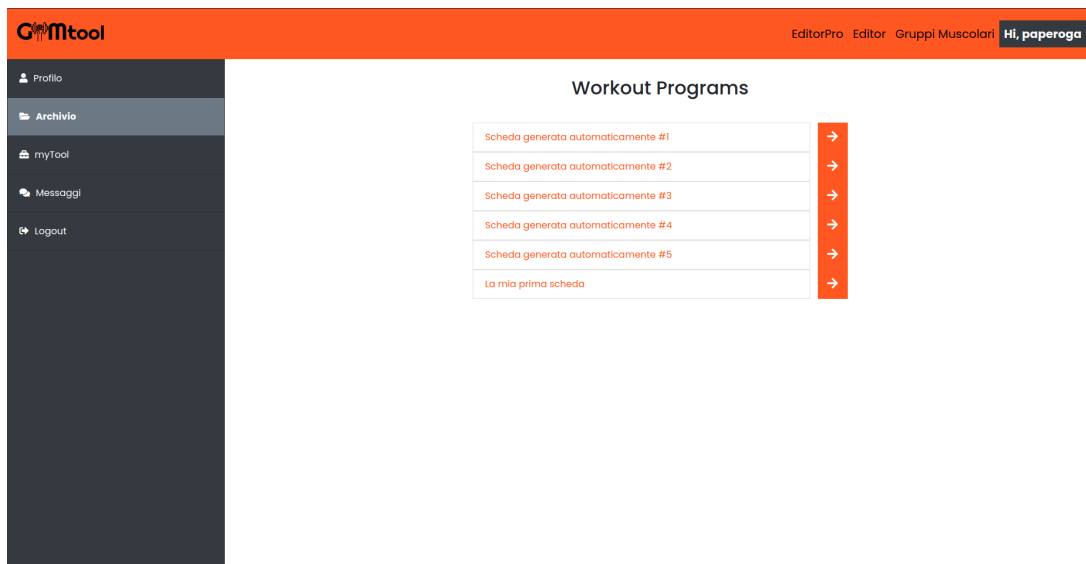 GYMtool
EditorPro Editor Gruppi Muscolari Hi, paperoga
Profilo
Archivio
myTool
Messaggi
Logout
Workout Programs
Scheda generata automaticamente #1
Scheda generata automaticamente #2
Scheda generata automaticamente #3
Scheda generata automaticamente #4
Scheda generata automaticamente #5
La mia prima scheda